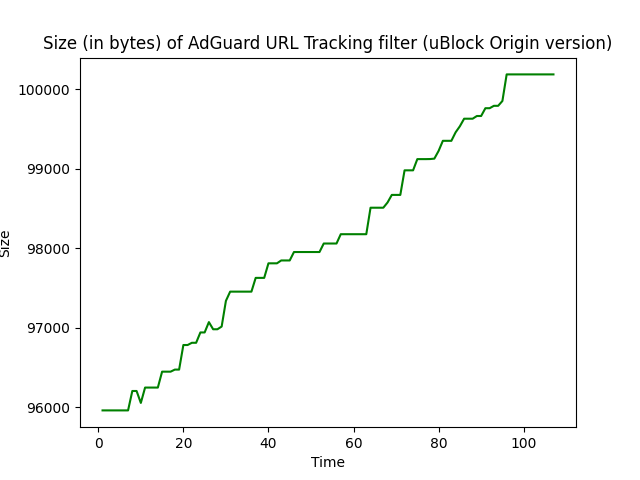 Size (in bytes) of AdGuard URL Tracking filter (uBlock Origin version)
100000
99000
98000
97000
96000
Size
0 20 40 60 80 100
Time